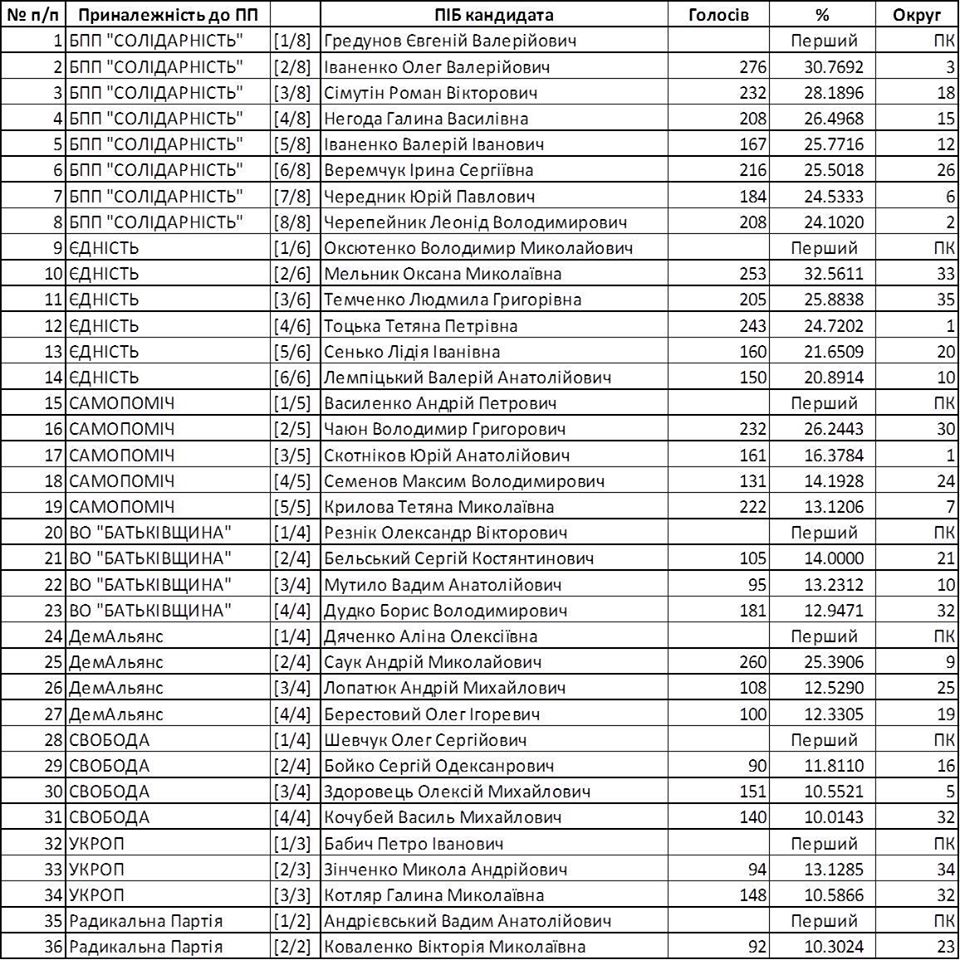 № п/п Приналежність до ПП ПІБ кандидата Голосів % Округ
1 БПП "СОЛІДАРНІСТЬ" [1/8] Гредунов Євгеній Валерійович Перший ПК
2 БПП "СОЛІДАРНІСТЬ" [2/8] Іваненко Олег Валерійович 276 30.7692 3
3 БПП "СОЛІДАРНІСТЬ" [3/8] Сімутін Роман Вікторович 232 28.1896 18
4 БПП "СОЛІДАРНІСТЬ" [4/8] Негода Галина Василівна 208 26.4968 15
5 БПП "СОЛІДАРНІСТЬ" [5/8] Іваненко Валерій Іванович 167 25.7716 12
6 БПП "СОЛІДАРНІСТЬ" [6/8] Веремчук Ірина Сергіївна 216 25.5018 26
7 БПП "СОЛІДАРНІСТЬ" [7/8] Чередник Юрій Павлович 184 24.5333 6
8 БПП "СОЛІДАРНІСТЬ" [8/8] Черепейник Леонід Володимирович 208 24.1020 2
9 ЄДНІСТЬ [1/6] Оксютенко Володимир Миколайович Перший ПК
10 ЄДНІСТЬ [2/6] Мельник Оксана Миколаївна 253 32.5611 33
11 ЄДНІСТЬ [3/6] Темченко Людмила Григорівна 205 25.8838 35
12 ЄДНІСТЬ [4/6] Тоцька Тетяна Петрівна 243 24.7202 1
13 ЄДНІСТЬ [5/6] Сенько Лідія Іванівна 160 21.6509 20
14 ЄДНІСТЬ [6/6] Лемпіцький Валерій Анатолійович 150 20.8914 10
15 САМОПОМІЧ [1/5] Василенко Андрій Петрович Перший ПК
16 САМОПОМІЧ [2/5] Чаюн Володимир Григорович 232 26.2443 30
17 САМОПОМІЧ [3/5] Скотніков Юрій Анатолійович 161 16.3784 1
18 САМОПОМІЧ [4/5] Семенов Максим Володимирович 131 14.1928 24
19 САМОПОМІЧ [5/5] Крилова Тетяна Миколаївна 222 13.1206 7
20 ВО "БАТЬКІВЩИНА" [1/4] Резнік Олександр Вікторович Перший ПК
21 ВО "БАТЬКІВЩИНА" [2/4] Бельський Сергій Костянтинович 105 14.0000 21
22 ВО "БАТЬКІВЩИНА" [3/4] Мутило Вадим Анатолійович 95 13.2312 10
23 ВО "БАТЬКІВЩИНА" [4/4] Дудко Борис Володимирович 181 12.9471 32
24 ДемАльянс [1/4] Дяченко Аліна Олексіївна Перший ПК
25 ДемАльянс [2/4] Саук Андрій Миколайович 260 25.3906 9
26 ДемАльянс [3/4] Лопатюк Андрій Михайлович 108 12.5290 25
27 ДемАльянс [4/4] Берестовий Олег Ігоревич 100 12.3305 19
28 СВОБОДА [1/4] Шевчук Олег Сергійович Перший ПК
29 СВОБОДА [2/4] Бойко Сергій Одексанрович 90 11.8110 16
30 СВОБОДА [3/4] Здоровець Олексій Михайлович 151 10.5521 5
31 СВОБОДА [4/4] Кочубей Василь Михайлович 140 10.0143 32
32 УКРОП [1/3] Бабич Петро Іванович Перший ПК
33 УКРОП [2/3] Зінченко Микола Андрійович 94 13.1285 34
34 УКРОП [3/3] Котляр Галина Миколаївна 148 10.5866 32
35 Радикальна Партія [1/2] Андрієвський Вадим Анатолійович Перший ПК
36 Радикальна Партія [2/2] Коваленко Вікторія Миколаївна 92 10.3024 23